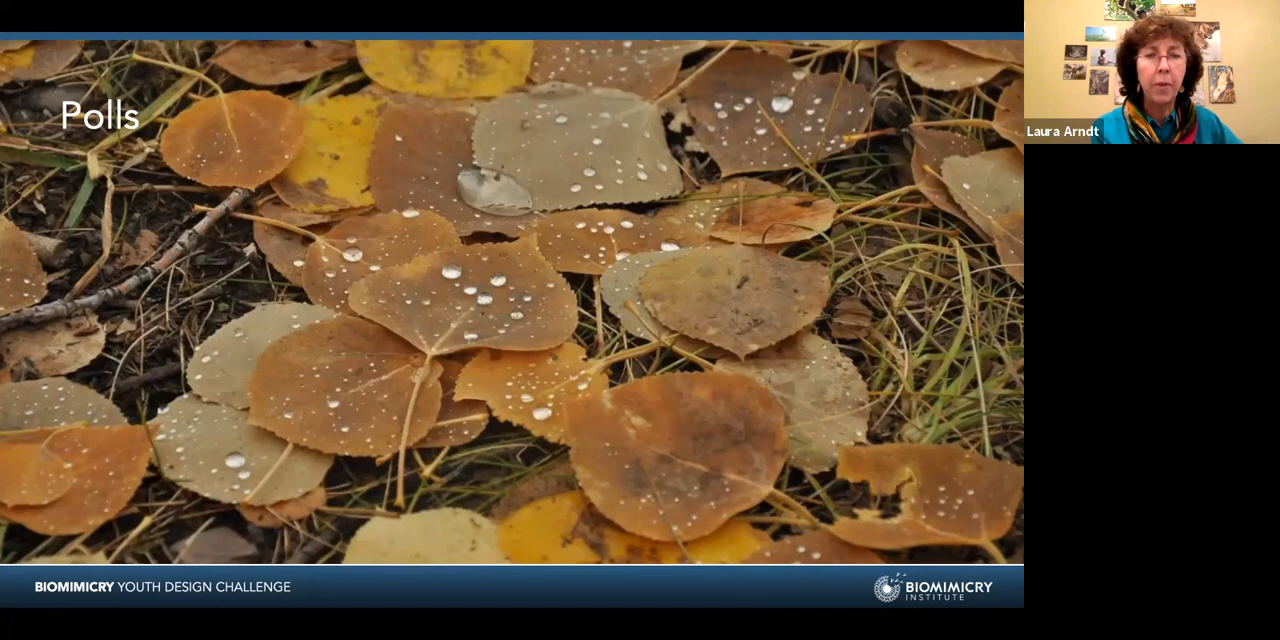 Polls
Laura Arndt
BIOMIMICRY YOUTH DESIGN CHALLENGE
BIOMIMICRY
INSTITUTE